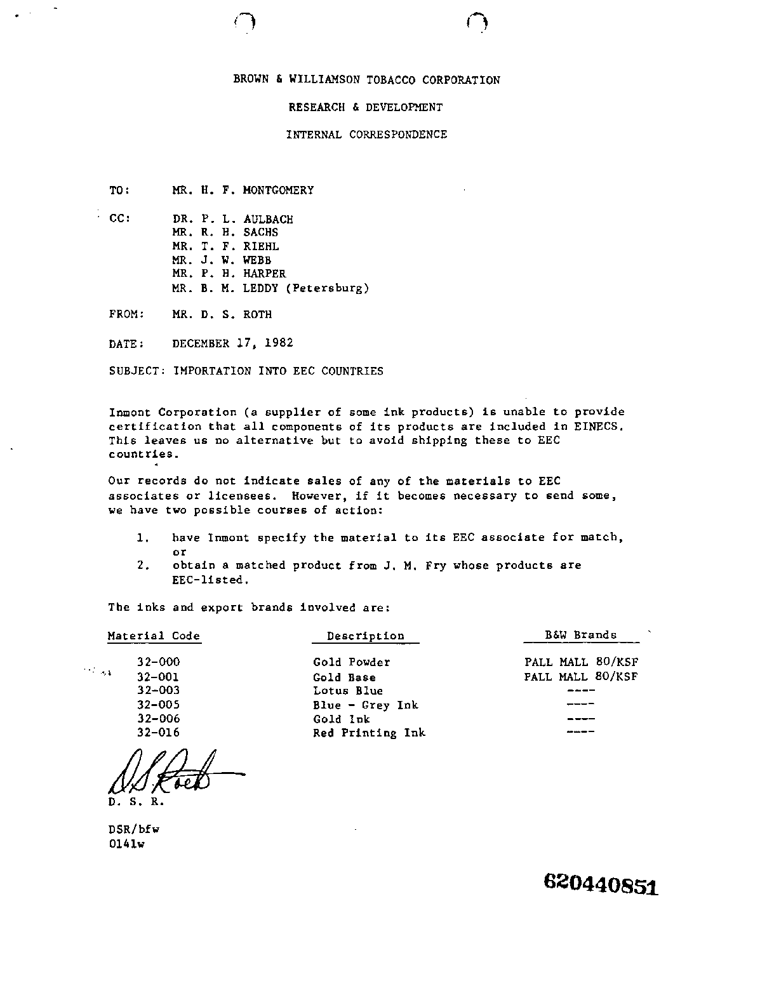 BROWN & WILLIAMSON TOBACCO CORPORATION
RESEARCH & DEVELOPMENT
INTERNAL CORRESPONDENCE
TO: MR. H. F. MONTGOMERY
CC: DR. P. L. AULBACH
MR. R. H. SACHS
MR. T. F. RIEHL
MR. J. W. WEBB
MR. P. H. HARPER
MR. B. M. LEDDY (Petersburg)
FROM: MR. D. S. ROTH
DATE: DECEMBER 17, 1982
SUBJECT: IMPORTATION INTO EEC COUNTRIES
Inmont Corporation (a supplier of some ink products) is unable to provide
certification that all components of its products are included in EINECS.
This leaves us no alternative but to avoid shipping these to EEC
countries.
Our records do not indicate sales of any of the materials to EEC
associates or licensees. However, if it becomes necessary to send some,
we have two possible courses of action:
1. have Inmont specify the material to its EEC associate for match,
or
2. obtain a matched product from J. M. Fry whose products are
EEC-listed.
The inks and export brands involved are:
Material Code Description B&W Brands
32-000 Gold Powder PALL MALL 80/KSF
32-001 Gold Base PALL MALL 80/KSF
32-003 Lotus Blue ----
32-005 Blue - Grey Ink ----
32-006 Gold Ink ----
32-016 Red Printing Ink ----
DS Roth
D. S. R.
DSR/bfw
0141w
620440851